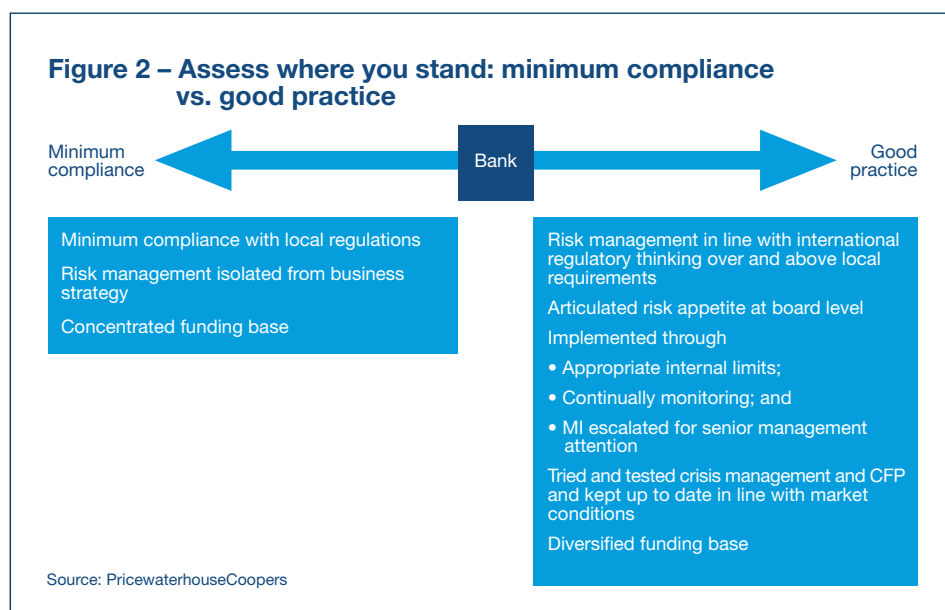 Figure 2 – Assess where you stand: minimum compliance
vs. good practice
Minimum
compliance
Bank
Good
practice
Minimum compliance with local regulations
Risk management isolated from business
strategy
Concentrated funding base
Risk management in line with international
regulatory thinking over and above local
requirements
Articulated risk appetite at board level
Implemented through
• Appropriate internal limits;
• Continually monitoring; and
• MI escalated for senior management
attention
Tried and tested crisis management and CFP
and kept up to date in line with market
conditions
Diversified funding base
Source: PricewaterhouseCoopers